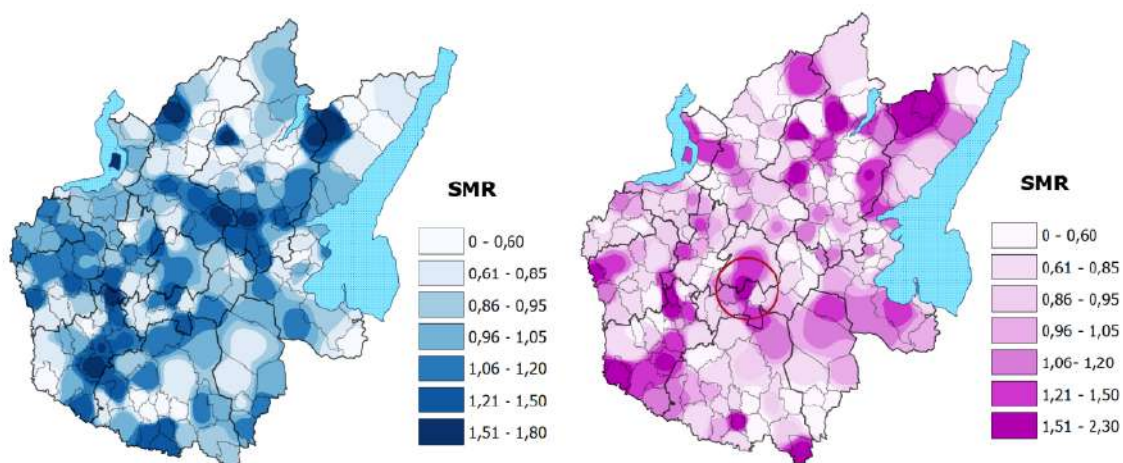 SMR
0 - 0,60
0,61 - 0,85
0,86 - 0,95
0,96 - 1,05
1,06 - 1,20
1,21 - 1,50
1,51 - 1,80
SMR
0 - 0,60
0,61 - 0,85
0,86 - 0,95
0,96 - 1,05
1,06- 1,20
1,21 - 1,50
1,51 - 2,30